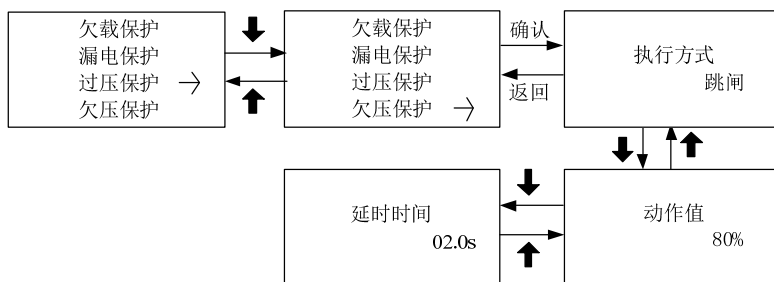 欠载保护
漏电保护
过压保护 →
欠压保护
欠载保护
漏电保护
过压保护
欠压保护 →
确认
返回
执行方式
跳闸
延时时间
02.0s
动作值
80%